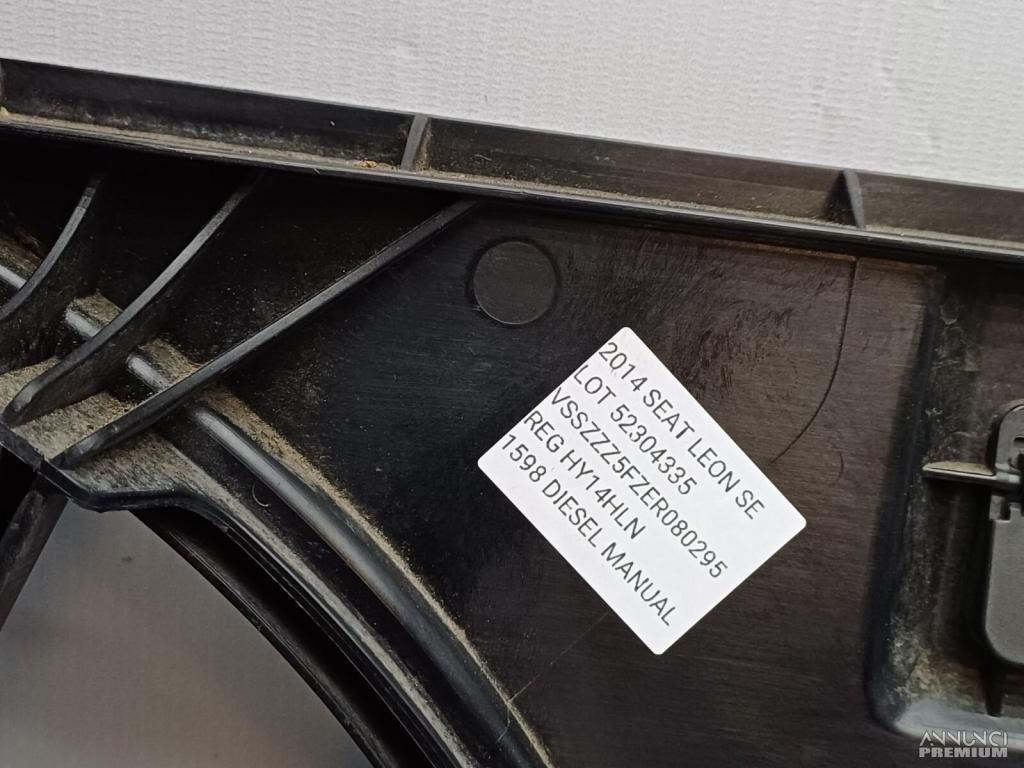 2014 SEAT LEON SE
LOT 52304335
VSSZZZ5FZER080295
REG HY14HLN
1598 DIESEL MANUAL
ANNUNCI
PREMIUM